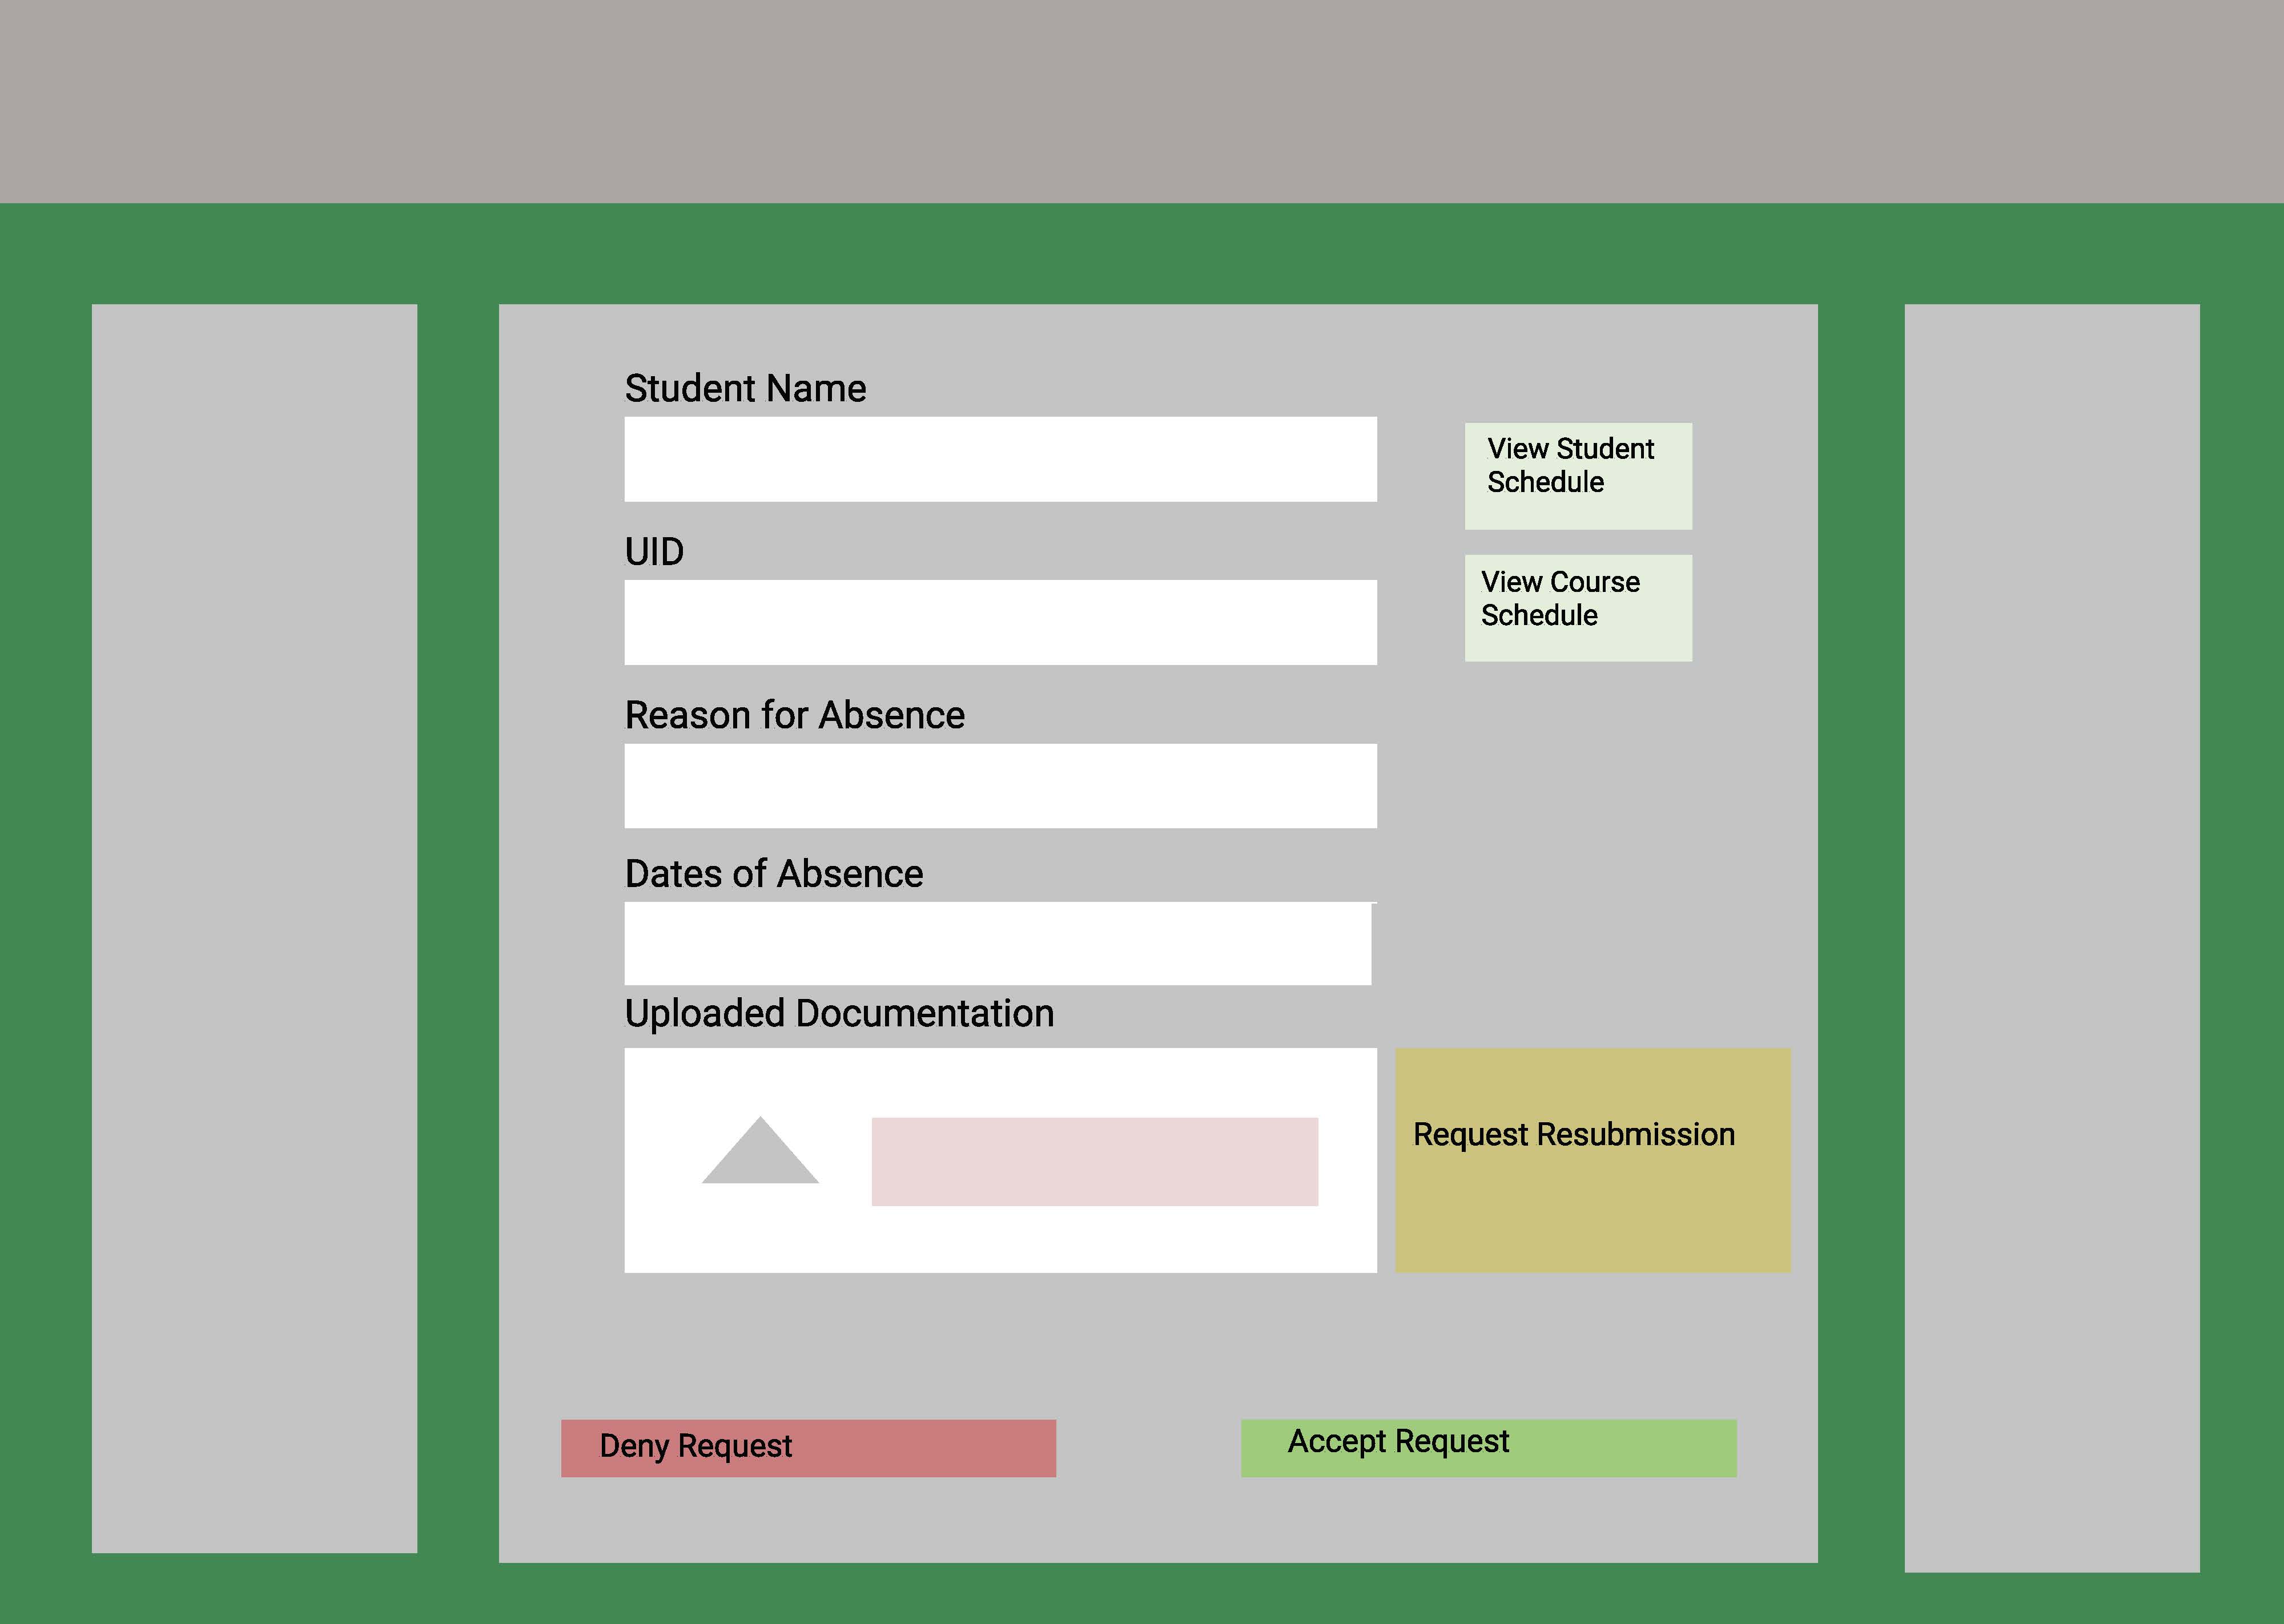 Student Name
View Student
Schedule
UID
View Course
Schedule
Reason for Absence
Dates of Absence
Uploaded Documentation
Request Resubmission
Deny Request
Accept Request